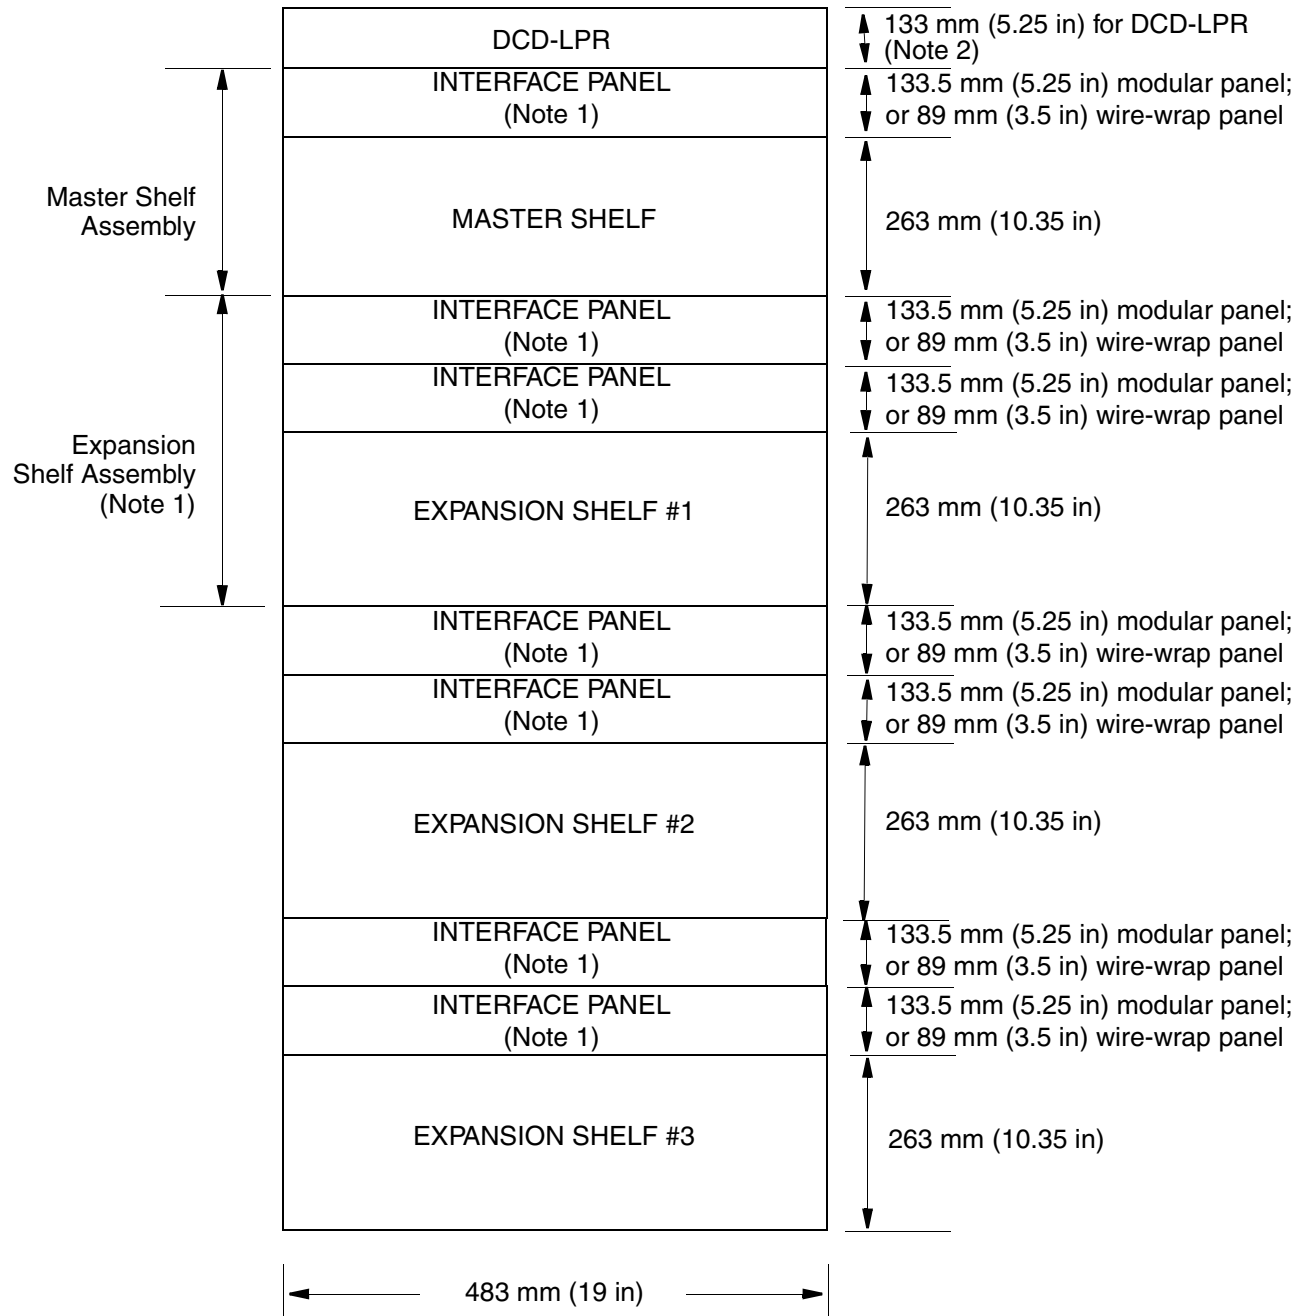 DCD-LPR
133 mm (5.25 in) for DCD-LPR
(Note 2)
INTERFACE PANEL
(Note 1)
133.5 mm (5.25 in) modular panel;
or 89 mm (3.5 in) wire-wrap panel
Master Shelf
Assembly
MASTER SHELF
263 mm (10.35 in)
INTERFACE PANEL
(Note 1)
133.5 mm (5.25 in) modular panel;
or 89 mm (3.5 in) wire-wrap panel
INTERFACE PANEL
(Note 1)
133.5 mm (5.25 in) modular panel;
or 89 mm (3.5 in) wire-wrap panel
Expansion
Shelf Assembly
(Note 1)
EXPANSION SHELF #1
263 mm (10.35 in)
INTERFACE PANEL
(Note 1)
133.5 mm (5.25 in) modular panel;
or 89 mm (3.5 in) wire-wrap panel
INTERFACE PANEL
(Note 1)
133.5 mm (5.25 in) modular panel;
or 89 mm (3.5 in) wire-wrap panel
EXPANSION SHELF #2
263 mm (10.35 in)
INTERFACE PANEL
(Note 1)
133.5 mm (5.25 in) modular panel;
or 89 mm (3.5 in) wire-wrap panel
INTERFACE PANEL
(Note 1)
133.5 mm (5.25 in) modular panel;
or 89 mm (3.5 in) wire-wrap panel
EXPANSION SHELF #3
263 mm (10.35 in)
483 mm (19 in)